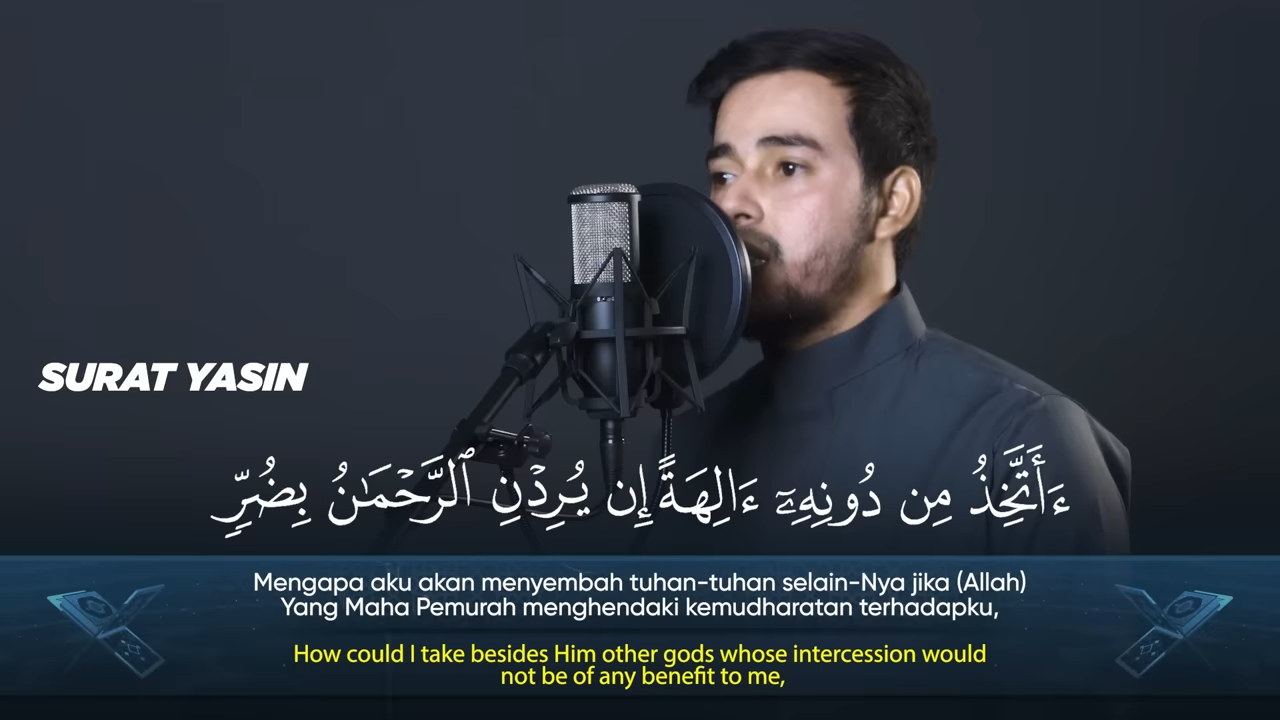 SURAT YASIN
ءَأَتَّخِذُ مِن دُونِهِۦٓ ءَالِهَةً إِن يُرِدْنِ ٱلرَّحْمَـٰنُ بِضُرٍّ
Mengapa aku akan menyembah tuhan-tuhan selain-Nya jika (Allah)
Yang Maha Pemurah menghendaki kemudharatan terhadapku,
How could I take besides Him other gods whose intercession would
not be of any benefit to me,